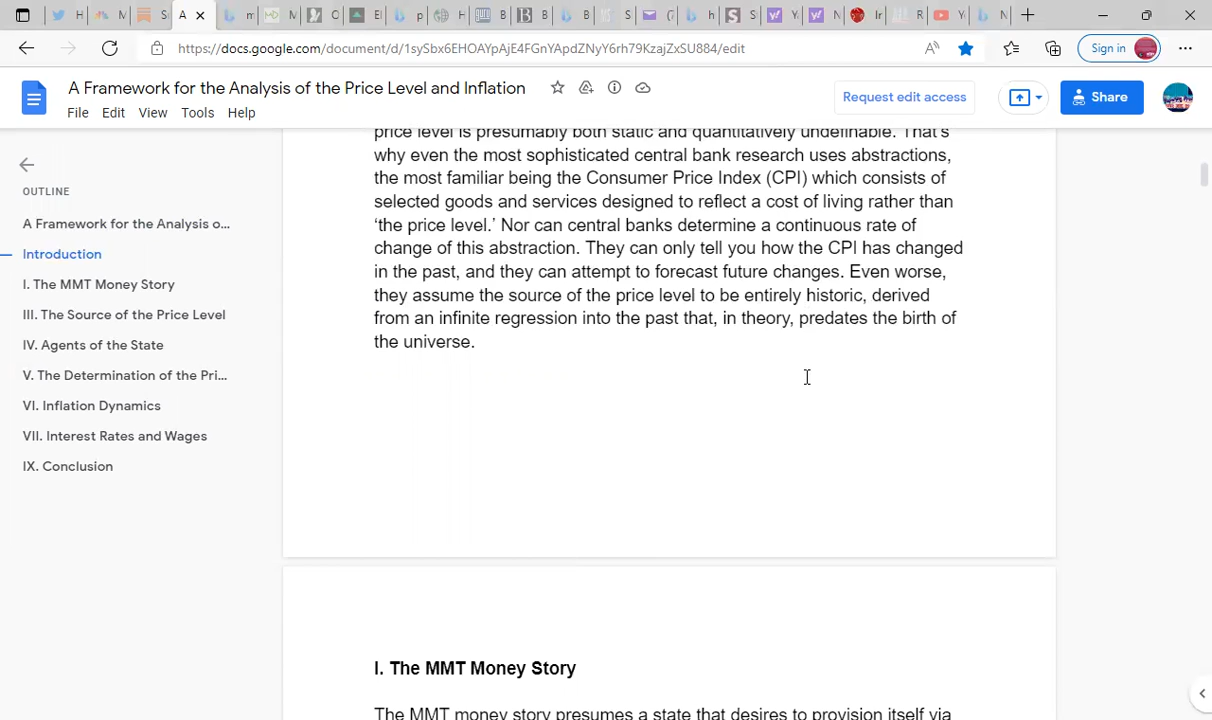 https://docs.google.com/document/d/1sySbx6EHOAYpAjE4FGnYApdZNyY6rh79KzajZxSU884/edit
Sign in
A Framework for the Analysis of the Price Level and Inflation
Request edit access
Share
File Edit View Tools Help
OUTLINE
A Framework for the Analysis o...
Introduction
I. The MMT Money Story
III. The Source of the Price Level
IV. Agents of the State
V. The Determination of the Pri...
VI. Inflation Dynamics
VII. Interest Rates and Wages
IX. Conclusion
price level is presumably both static and quantitatively undefinable. That's
why even the most sophisticated central bank research uses abstractions,
the most familiar being the Consumer Price Index (CPI) which consists of
selected goods and services designed to reflect a cost of living rather than
‘the price level.’ Nor can central banks determine a continuous rate of
change of this abstraction. They can only tell you how the CPI has changed
in the past, and they can attempt to forecast future changes. Even worse,
they assume the source of the price level to be entirely historic, derived
from an infinite regression into the past that, in theory, predates the birth of
the universe.
I. The MMT Money Story
The MMT money story presumes a state that desires to provision itself via